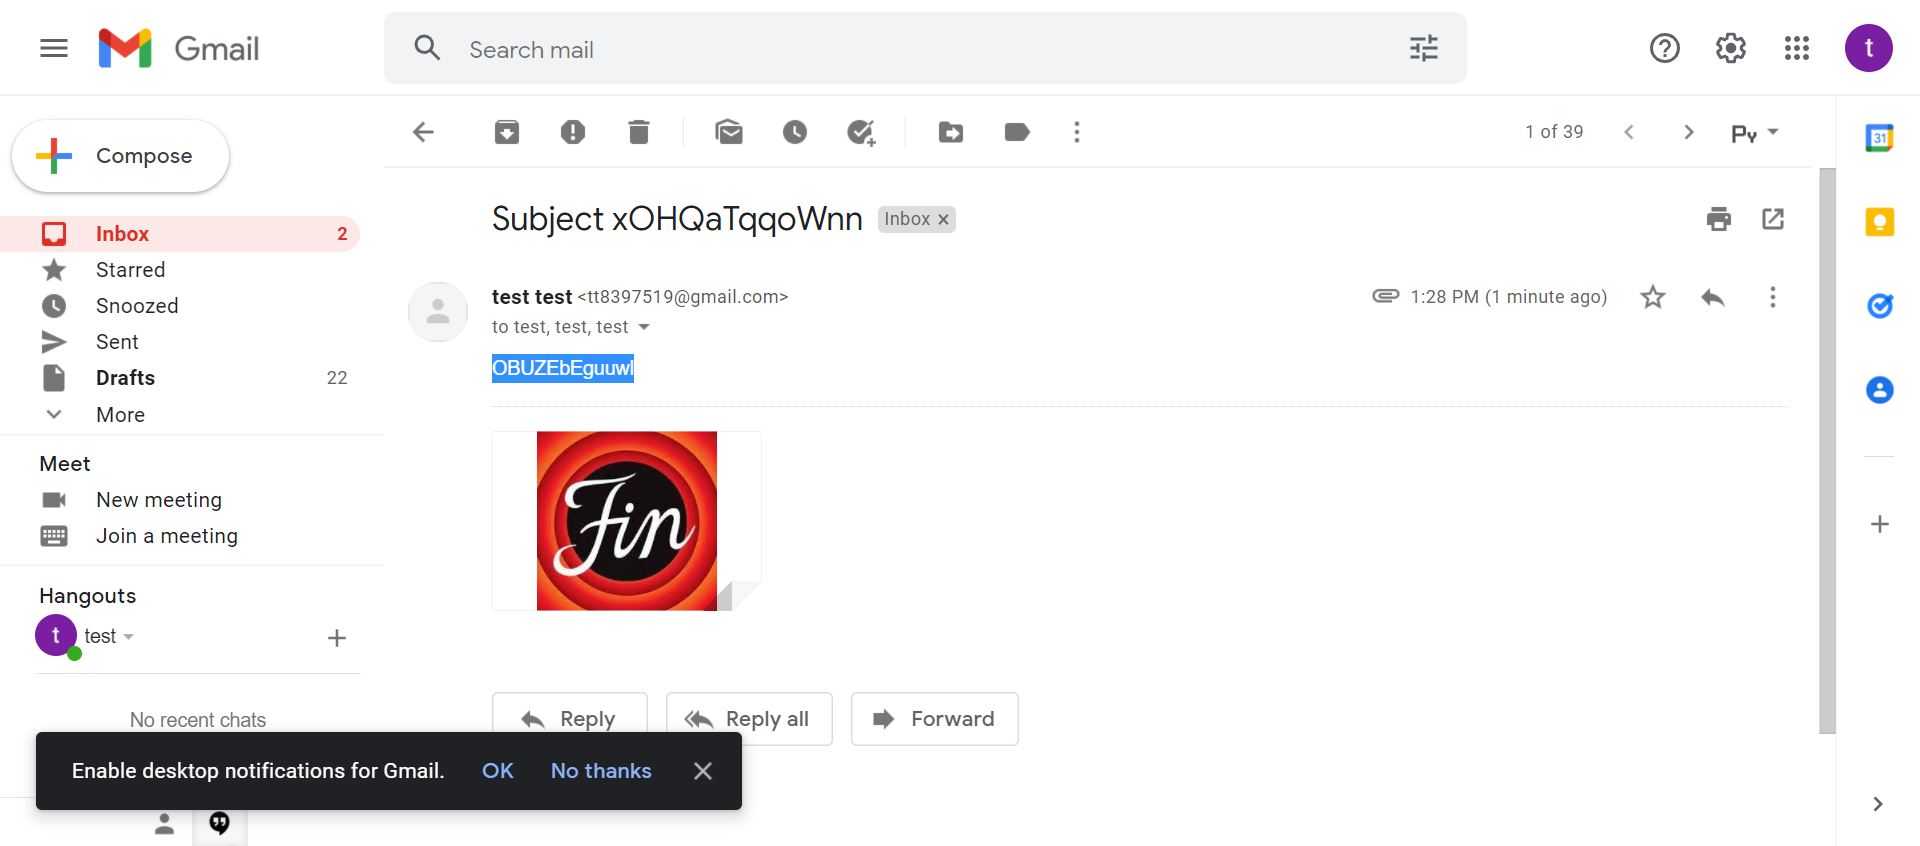 Gmail
Search mail
t
Compose
1 of 39
31
Inbox 2
Starred
Snoozed
Sent
Drafts 22
More
Subject xOHQaTqqoWnn Inbox ×
test test <tt8397519@gmail.com> 1:28 PM (1 minute ago)
to test, test, test
OBUZEbEguuwl
Fin
Meet
New meeting
Join a meeting
Hangouts
t test
No recent chats
Reply Reply all Forward
Enable desktop notifications for Gmail. OK No thanks